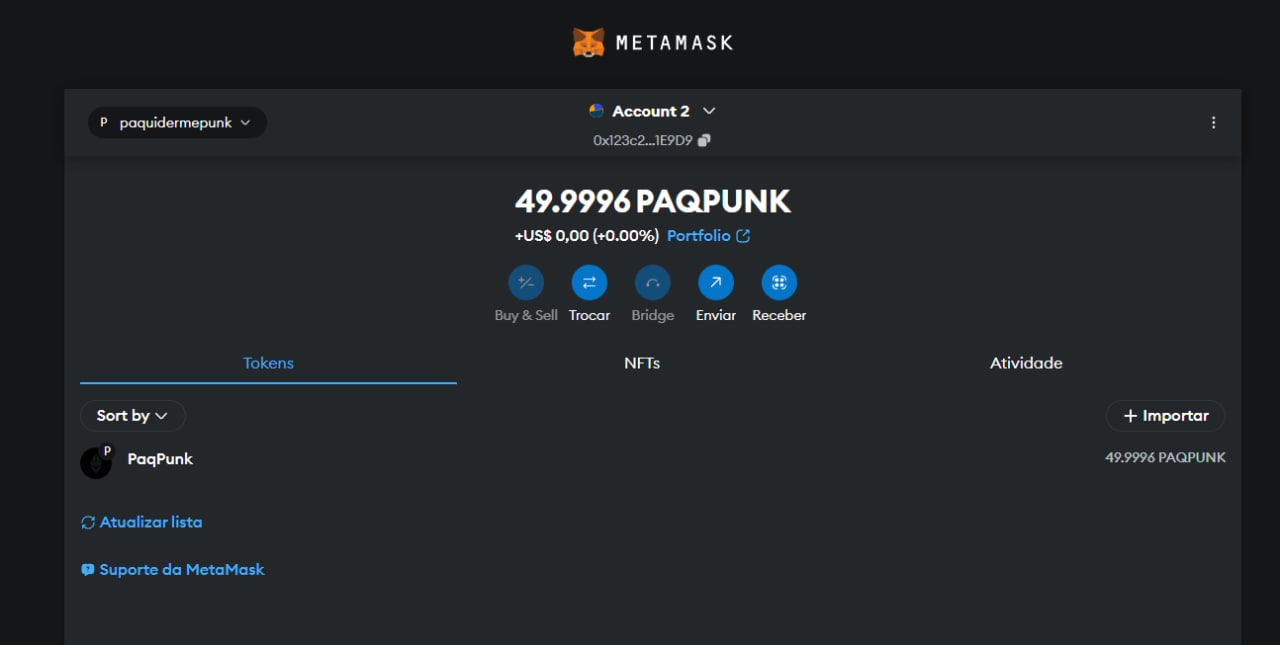 METAMASK
P paquidermepunk
Account 2
0x123c2...1E9D9
49.9996 PAQPUNK
+US$ 0,00 (+0.00%) Portfolio
Buy & Sell Trocar Bridge Enviar Receber
Tokens NFTs Atividade
Sort by
+ Importar
P
PaqPunk
49.9996 PAQPUNK
Atualizar lista
Suporte da MetaMask